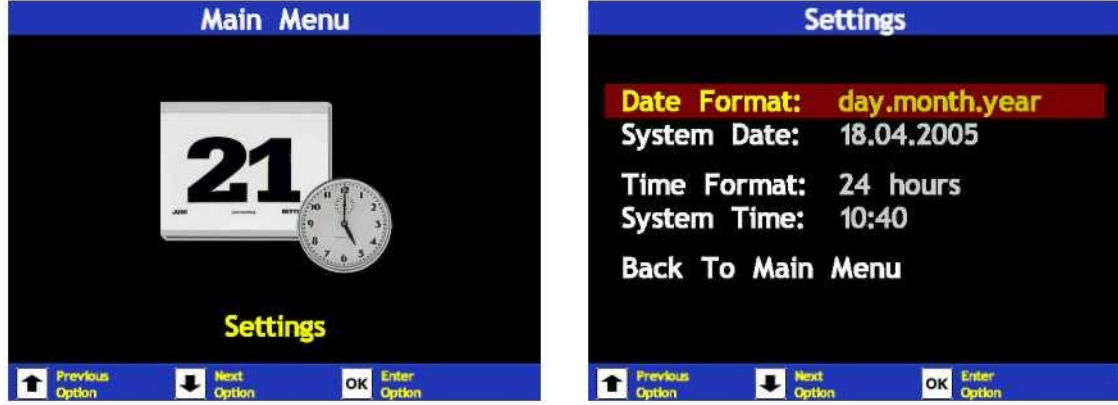 Main Menu
21
12
Settings
Previous
Option
Next
Option
OK
Enter
Option
Settings
Date Format: day.month.year
System Date: 18.04.2005
Time Format: 24 hours
System Time: 10:40
Back To Main Menu
Previous
Option
Next
Option
OK
Enter
Option